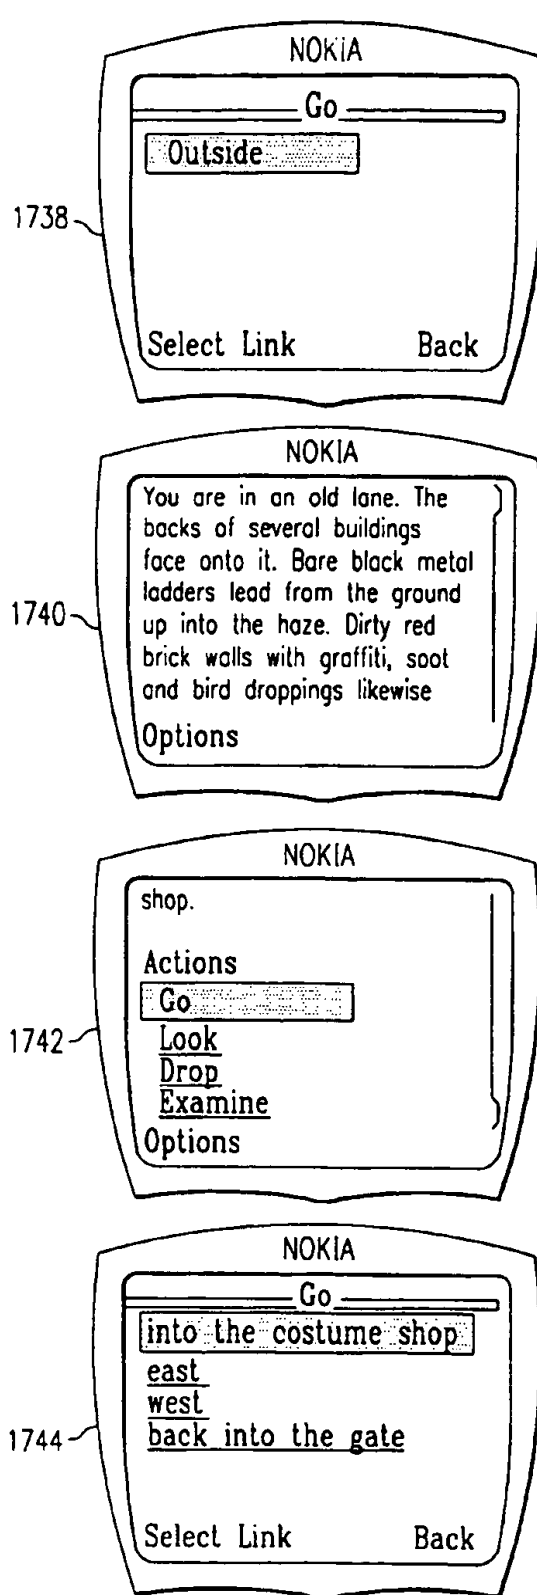 NOKIA
Go
Outside
1738
Select Link Back
NOKIA
You are in an old lane. The
backs of several buildings
face onto it. Bare black metal
ladders lead from the ground
1740
up into the haze. Dirty red
brick walls with graffiti, soot
and bird droppings likewise
Options
NOKIA
shop.
Actions
Go
1742
Look
Drop
Examine
Options
NOKIA
Go
into the costume shop
east
west
1744
back into the gate
Select Link Back
NOKIA